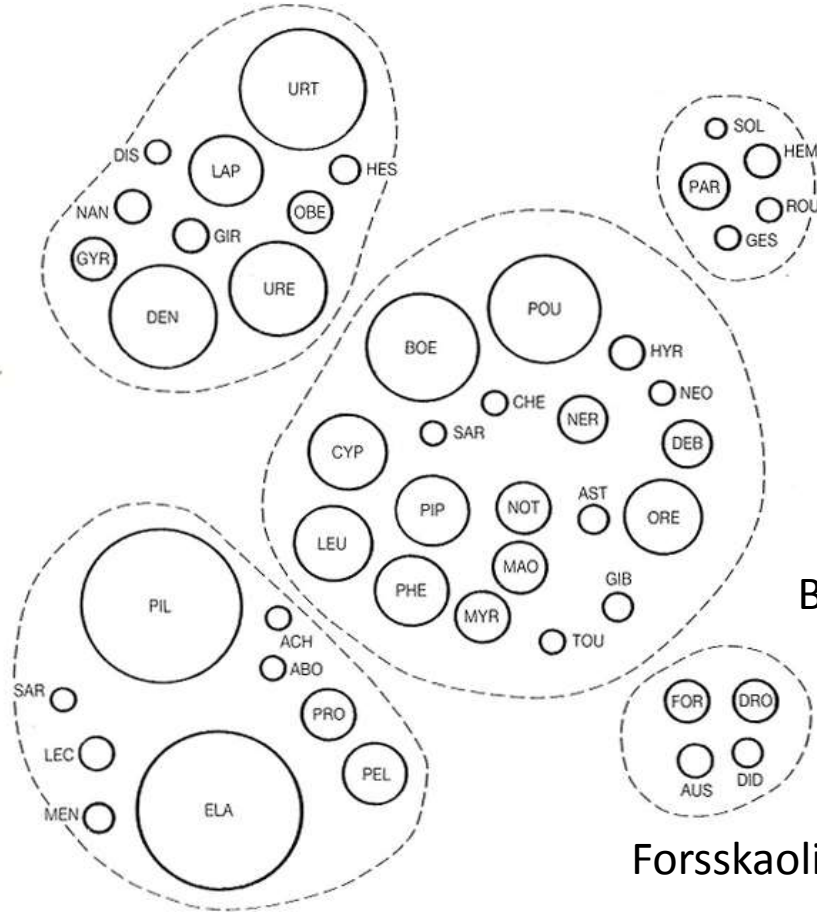 URT
DIS
LAP
HES
NAN
OBE
GIR
GYR
URE
DEN
SOL
HEM
PAR
ROU
GES
POU
BOE
HYR
NEO
CHE
NER
SAR
DEB
CYP
PIP
NOT
AST
ORE
LEU
MAO
PHE
GIB
MYR
TOU
B
PIL
ACH
ABO
SAR
PRO
LEC
PEL
MEN
ELA
FOR
DRO
AUS
DID
Forsskaoli